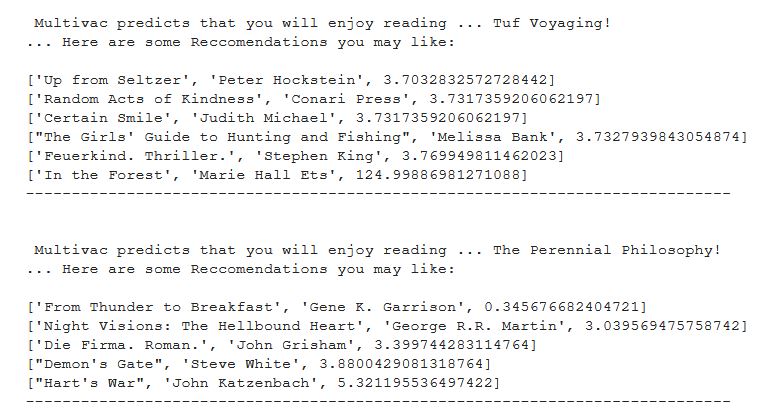 Multivac predicts that you will enjoy reading ... Tuf Voyaging!
... Here are some Reccomendations you may like:
['Up from Seltzer', 'Peter Hockstein', 3.7032832572728442]
['Random Acts of Kindness', 'Conari Press', 3.7317359206062197]
['Certain Smile', 'Judith Michael', 3.7317359206062197]
["The Girls' Guide to Hunting and Fishing", 'Melissa Bank', 3.7327939843054874]
['Feuerkind. Thriller.', 'Stephen King', 3.769949811462023]
['In the Forest', 'Marie Hall Ets', 124.99886981271088]
--------------------------------------------------------------------------
Multivac predicts that you will enjoy reading ... The Perennial Philosophy!
... Here are some Reccomendations you may like:
['From Thunder to Breakfast', 'Gene K. Garrison', 0.345676682404721]
['Night Visions: The Hellbound Heart', 'George R.R. Martin', 3.039569475758742]
['Die Firma. Roman.', 'John Grisham', 3.399744283114764]
["Demon's Gate", 'Steve White', 3.8800429081318764]
["Hart's War", 'John Katzenbach', 5.321195536497422]
--------------------------------------------------------------------------